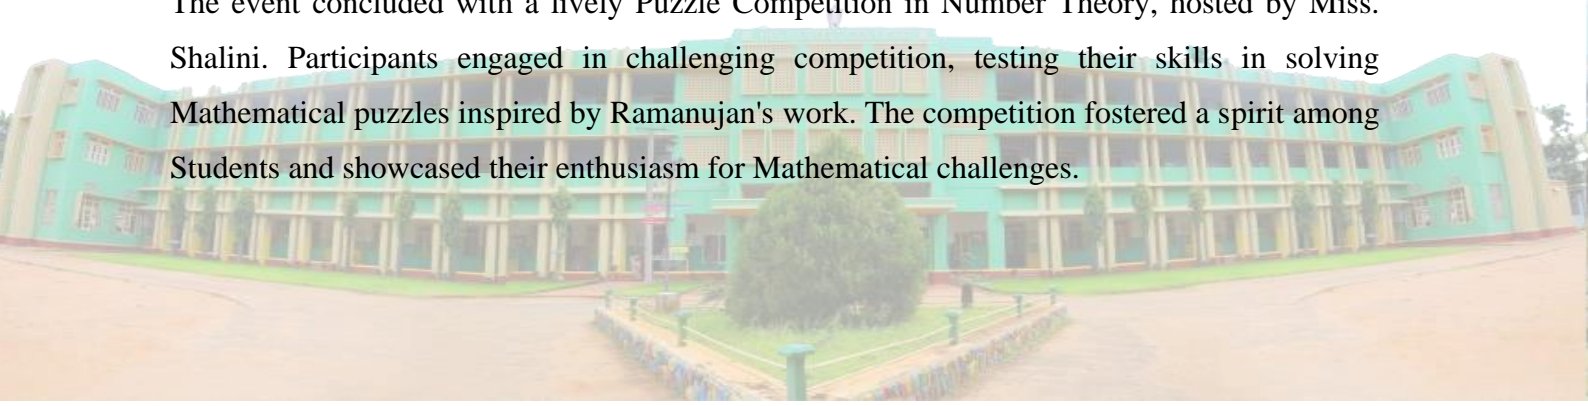 The event concluded with a lively Puzzle Competition in Number Theory, hosted by Miss.
Shalini. Participants engaged in challenging competition, testing their skills in solving
Mathematical puzzles inspired by Ramanujan's work. The competition fostered a spirit among
Students and showcased their enthusiasm for Mathematical challenges.